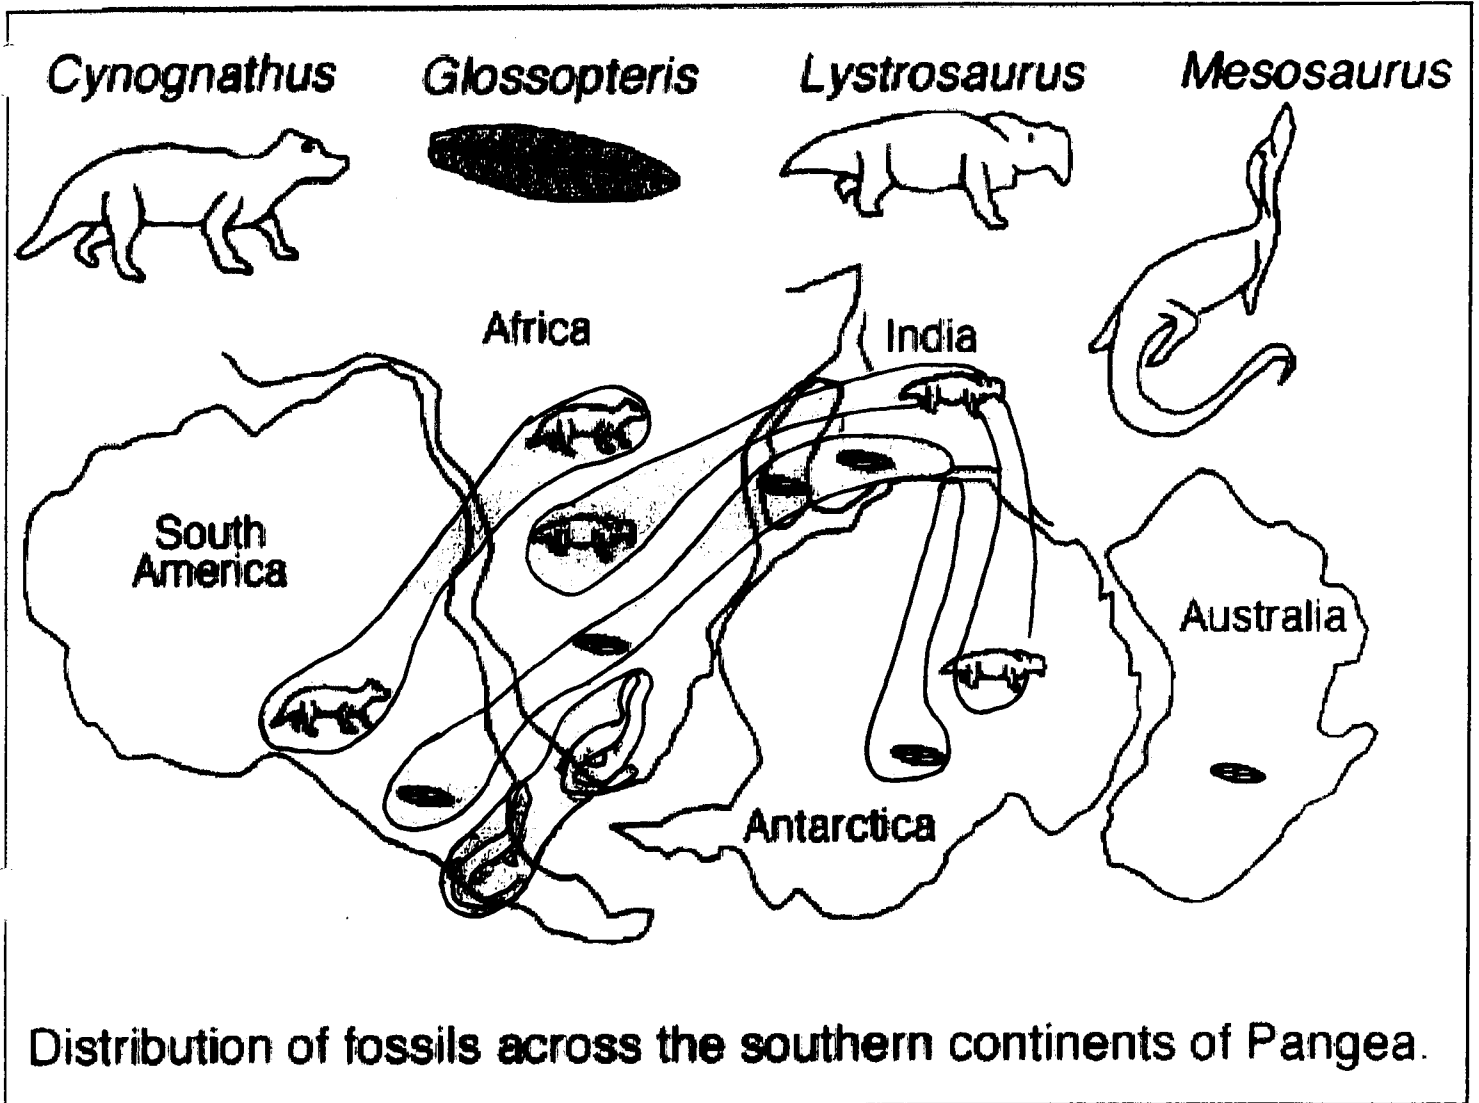 Cynognathus Glossopteris Lystrosaurus Mesosaurus
Africa
India
South
America
Australia
Antarctica
Distribution of fossils across the southern continents of Pangea.